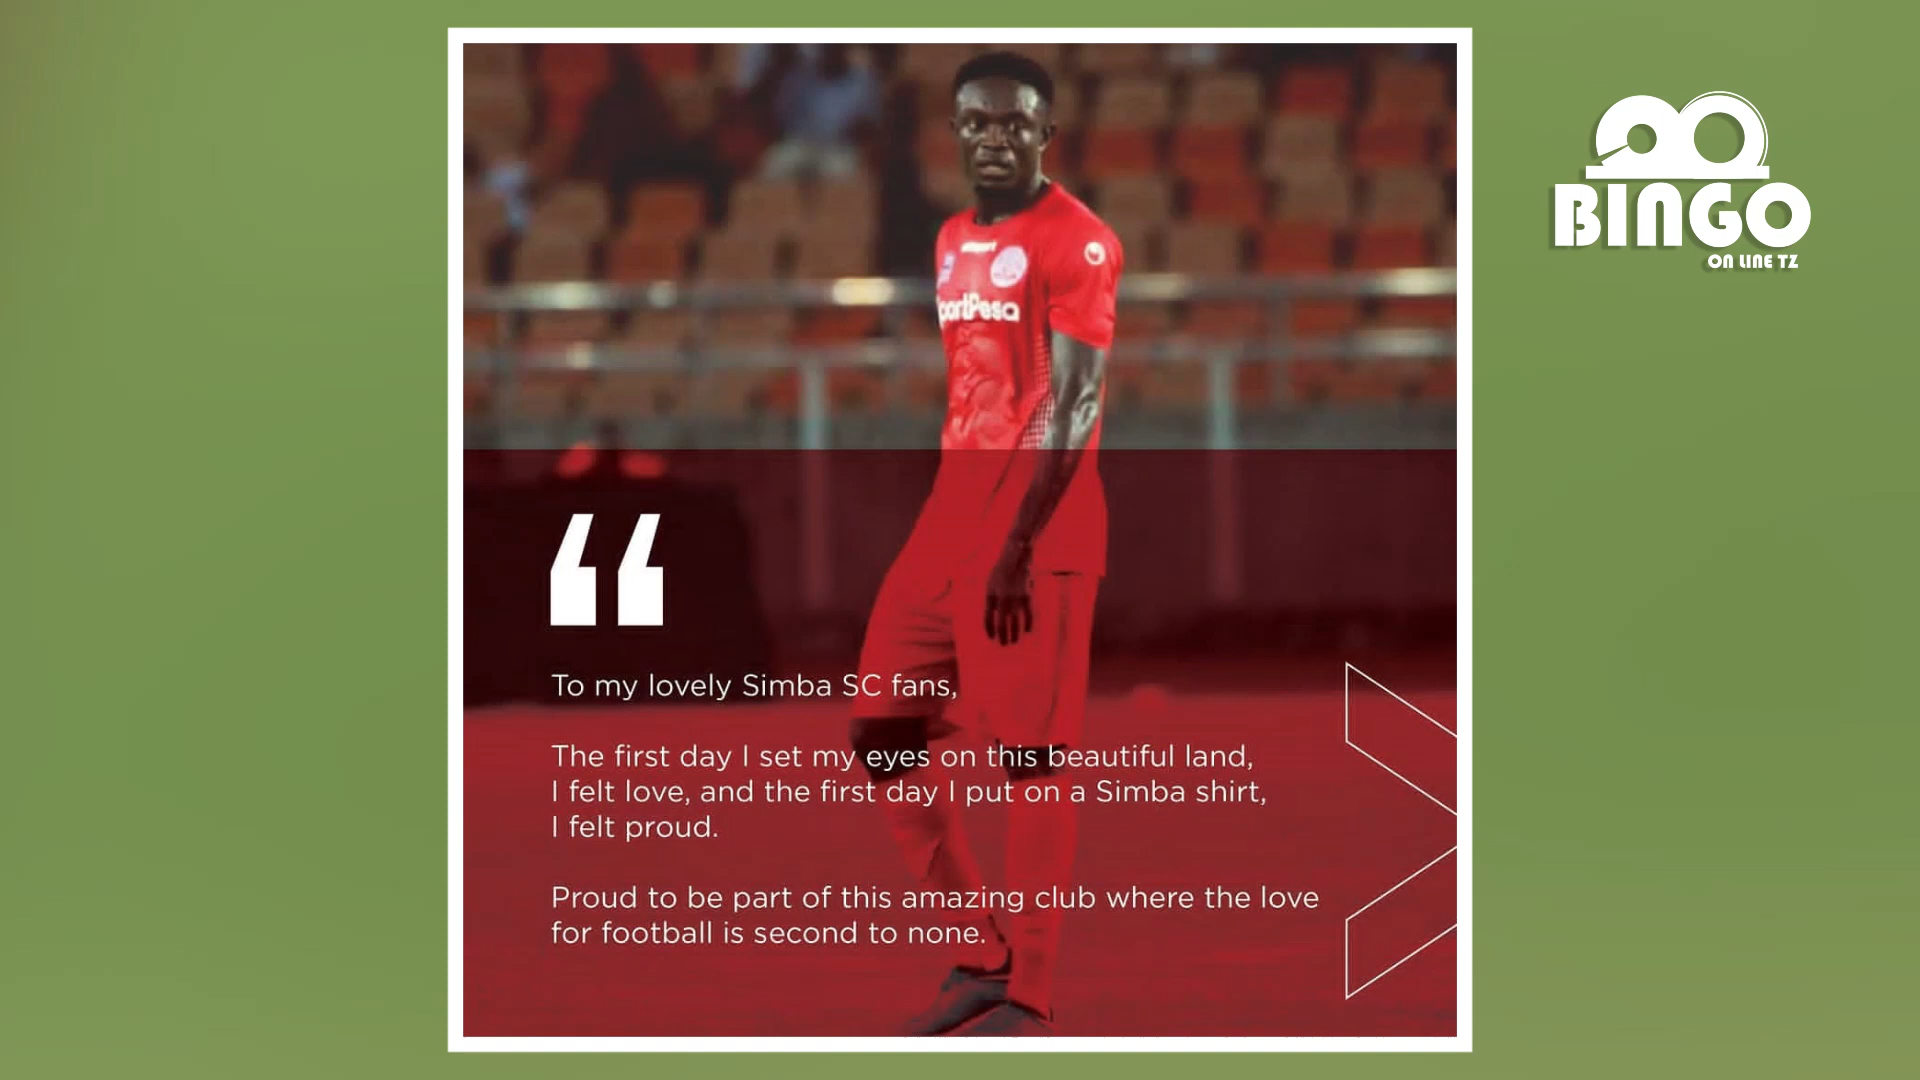 BINGO
ON LINE TZ
SportPesa
“
To my lovely Simba SC fans,
The first day I set my eyes on this beautiful land,
I felt love, and the first day I put on a Simba shirt,
I felt proud.
Proud to be part of this amazing club where the love
for football is second to none.